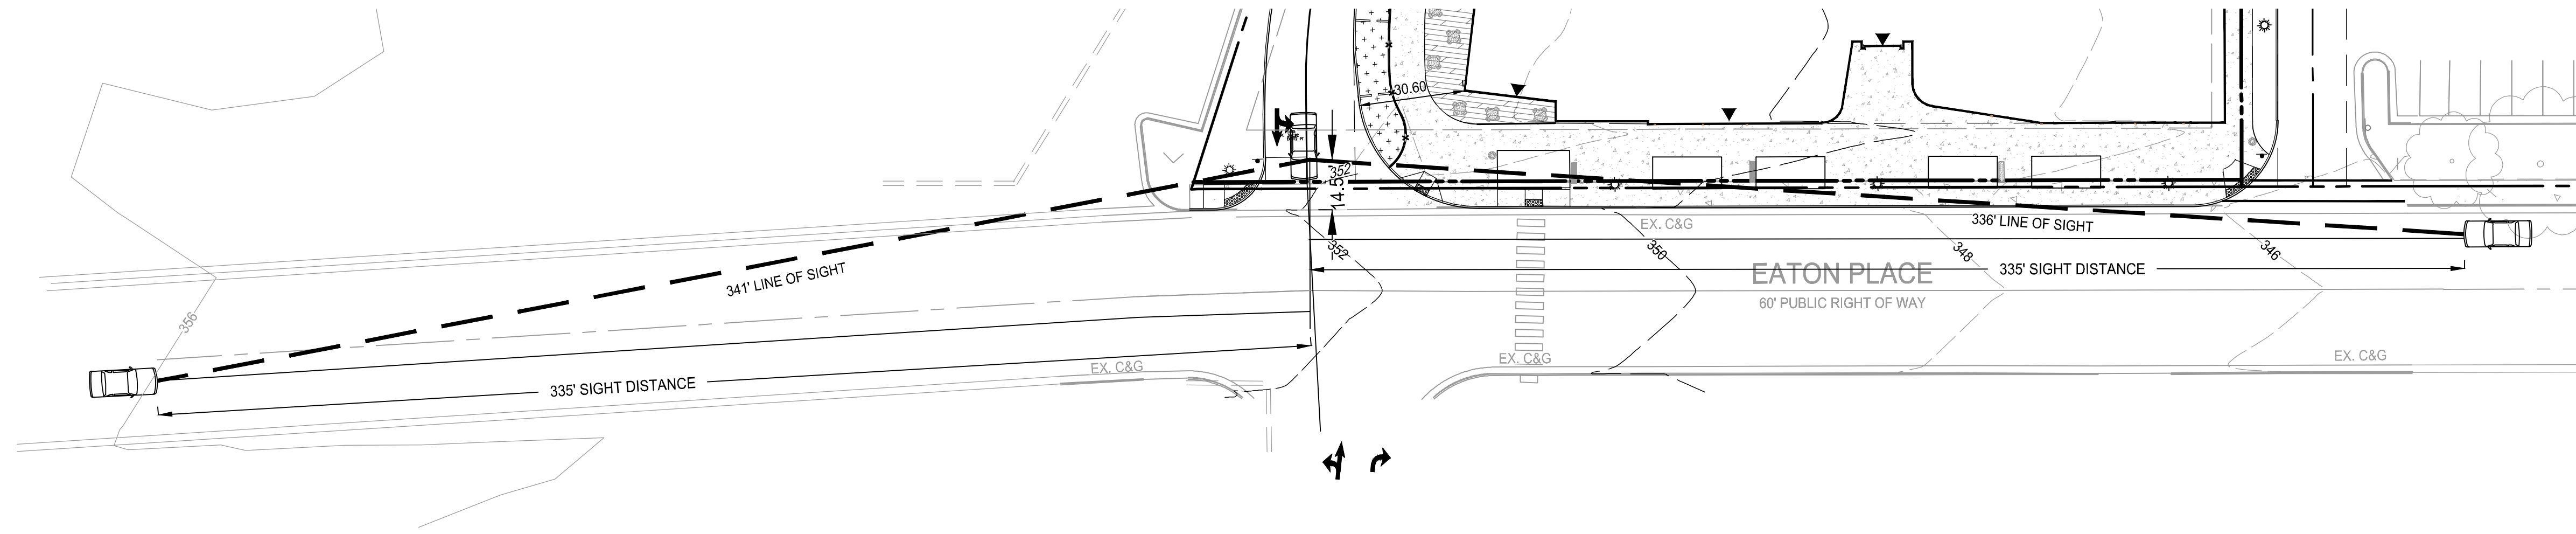 30.60
352
14.5
336' LINE OF SIGHT
EX. C&G
352
350
348
346
EATON PLACE
335' SIGHT DISTANCE
341' LINE OF SIGHT
60' PUBLIC RIGHT OF WAY
356
EX. C&G
EX. C&G
EX. C&G
335' SIGHT DISTANCE